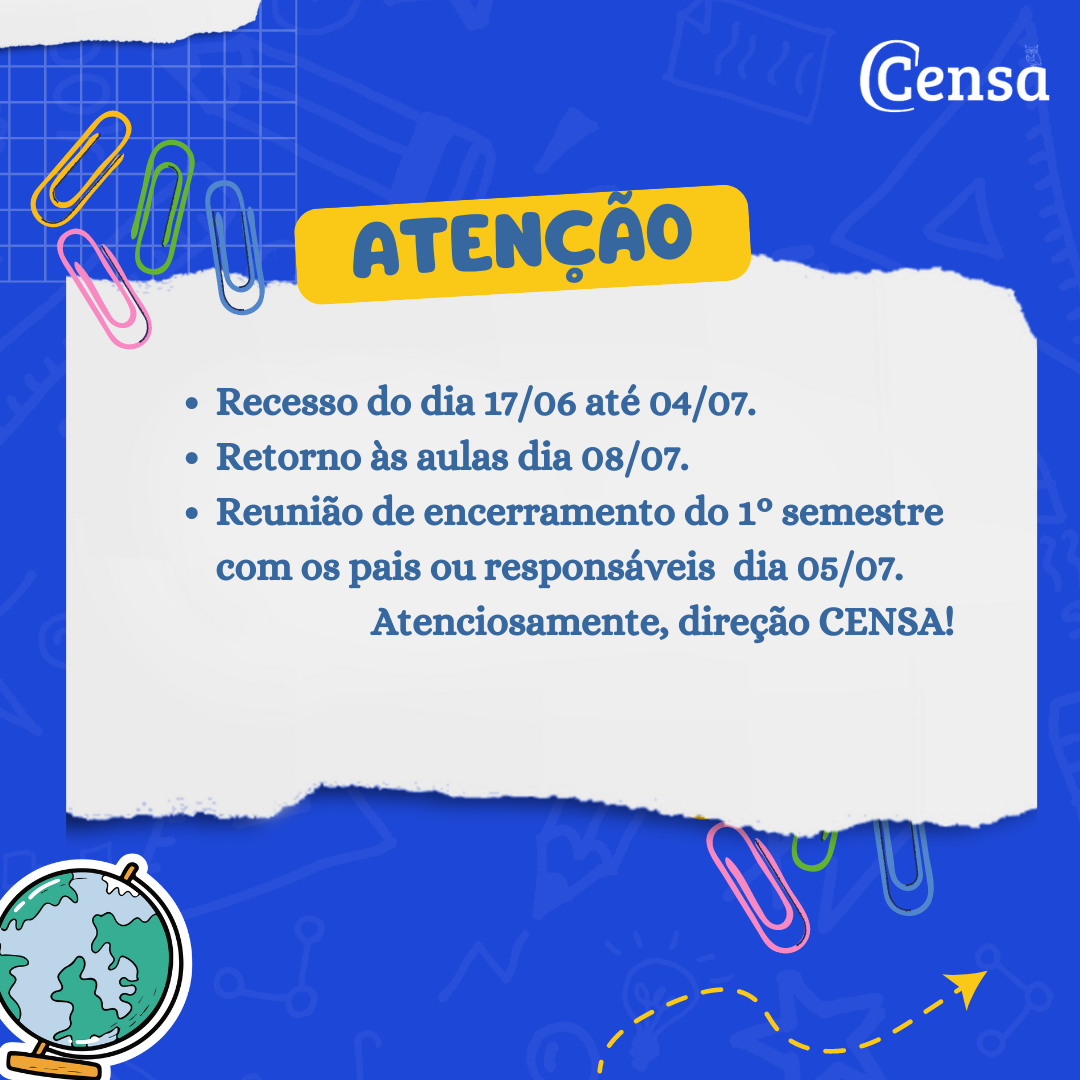 Censa
ATENÇÃO
• Recesso do dia 17/06 até 04/07.
• Retorno às aulas dia 08/07.
• Reunião de encerramento do 1º semestre
com os pais ou responsáveis dia 05/07.
Atenciosamente, direção CENSA!